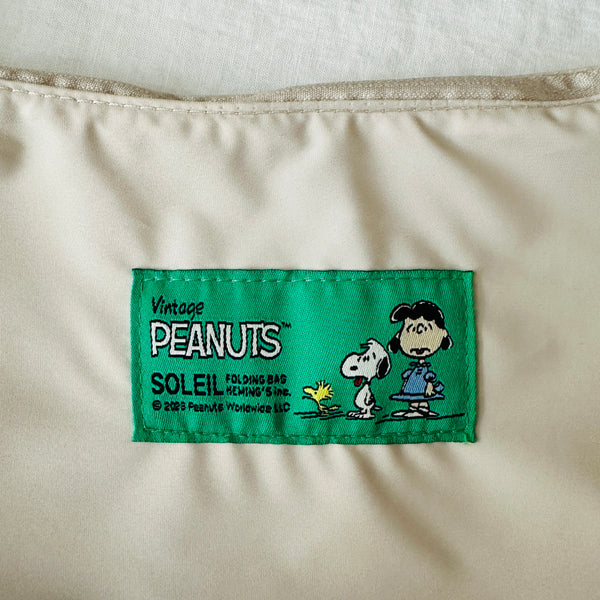 Vintage
PEANUTS™
SOLEIL FOLDING BAG
HEMING'S inc.
© 2023 Peanuts Worldwide LLC